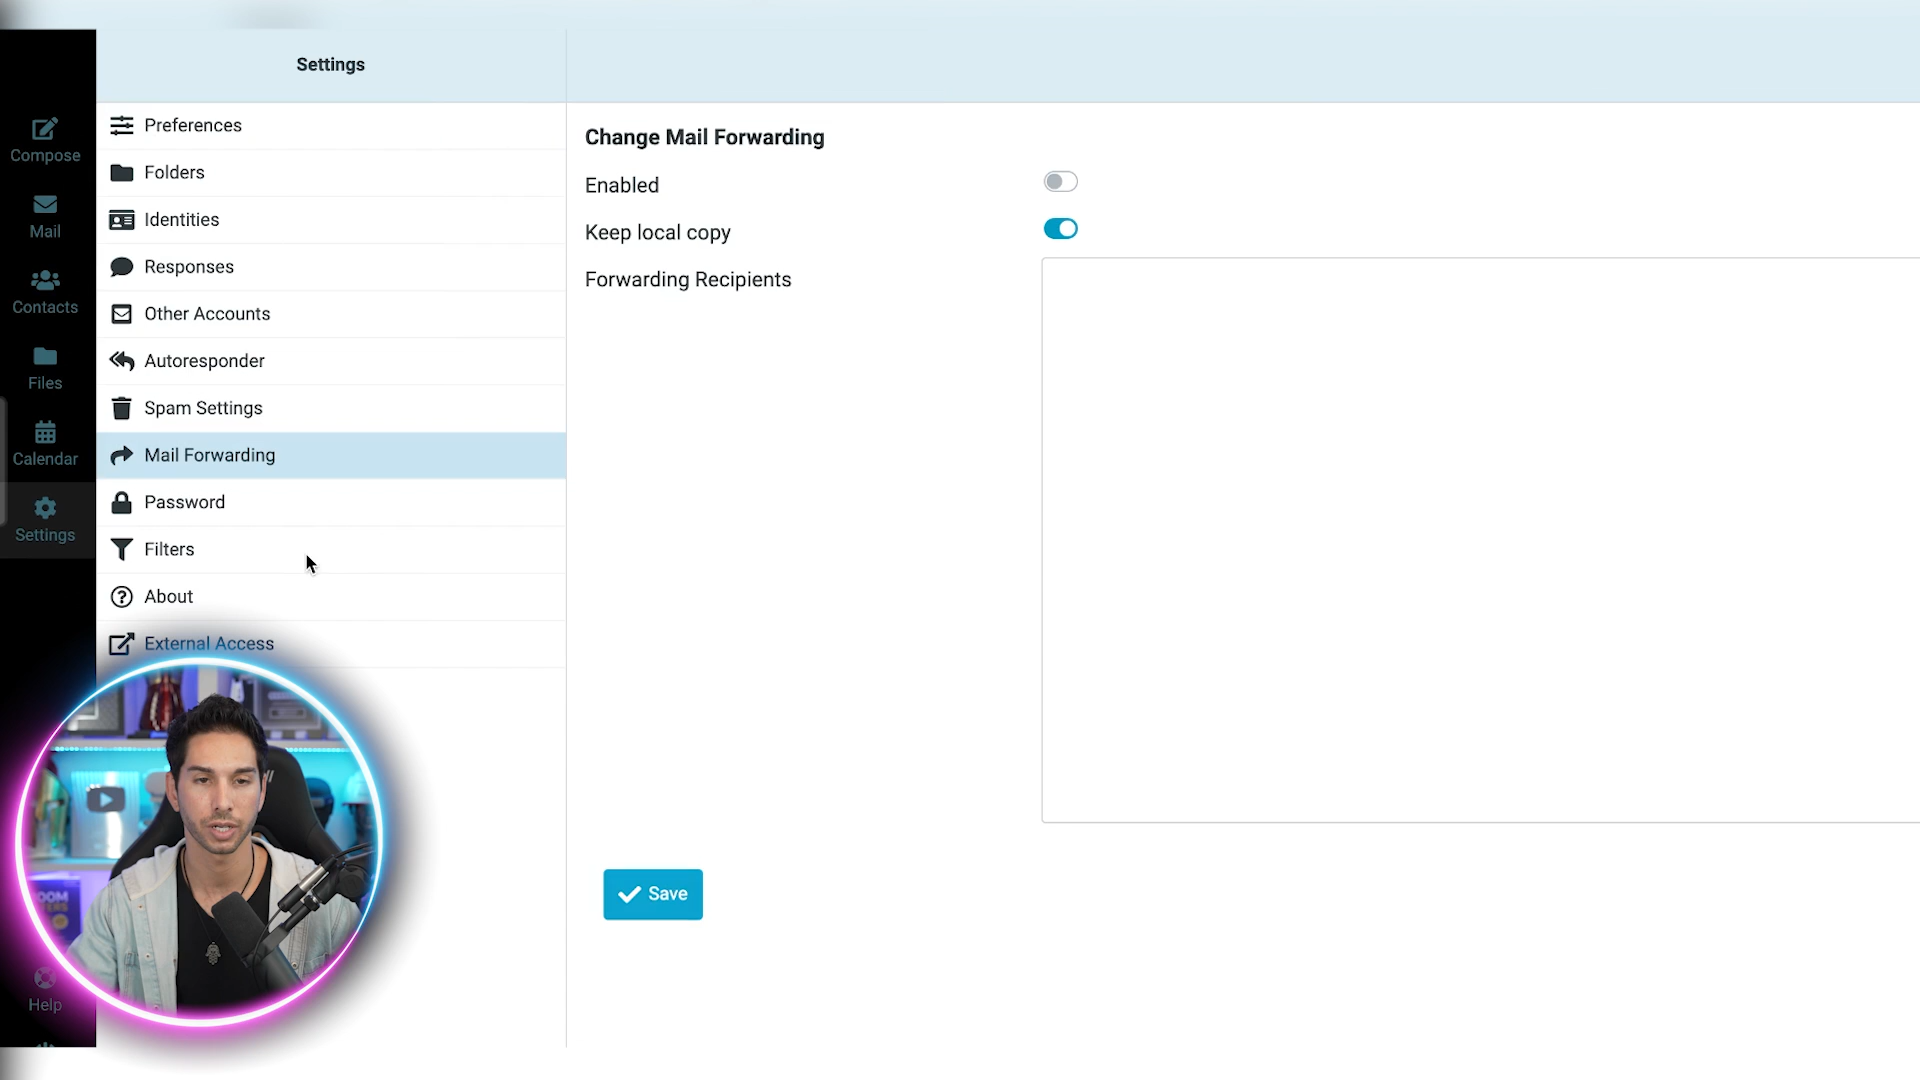 Settings
Compose
Mail
Contacts
Files
Calendar
Settings
Help
Preferences
Folders
Identities
Responses
Other Accounts
Autoresponder
Spam Settings
Mail Forwarding
Password
Filters
About
External Access
Change Mail Forwarding
Enabled
Keep local copy
Forwarding Recipients
Save